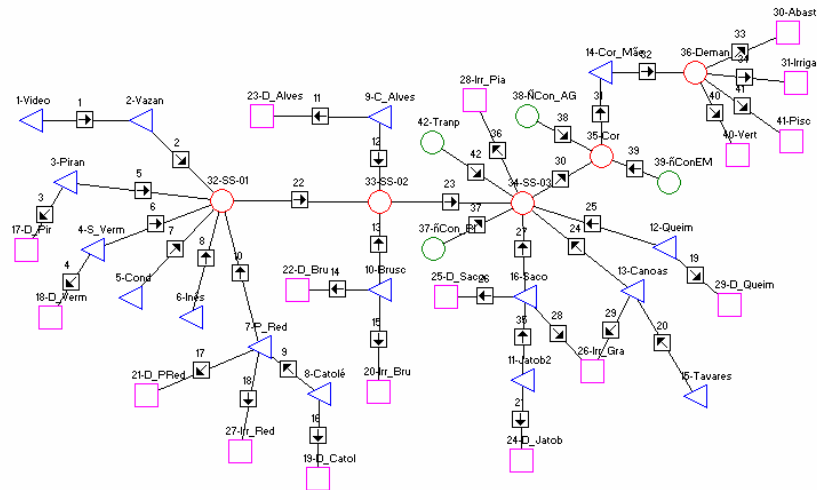 30-Abast
33
14-Cor_Mãe
32
36-Deman
34
31-Irriga
28-Irr_Pia
9-C_Alves
23-D_Alves
11
1-Video
1
2-Vazan
31
41
38-ÑCon_AG
40
41-Pisc
42-Tranp
36
38
35-Cor
40-Vert
2
12
39
3-Piran
42
30
39-ñConEM
5
32-SS-01
22
33-SS-02
23
34-SS-03
3
6
25
17-D_Pir
4-S_Verm
7
8
10
13
37
12-Queim
37-ñCon_B
27
24
4
5-Cond
22-D_Bru
14
10-Brusc
25-D_Saco
26
16-Saco
13-Canoas
19
18-D_Verm
6-Inês
29-D_Queim
7-P_Red
15
35
28
29
20
17
9
8-Catolé
11-Jatob2
26-Irr_Gra
21-D_PRed
18
20-Irr_Bru
15-Tavares
16
21
27-Irr_Red
24-D_Jatob
19-D_Catol